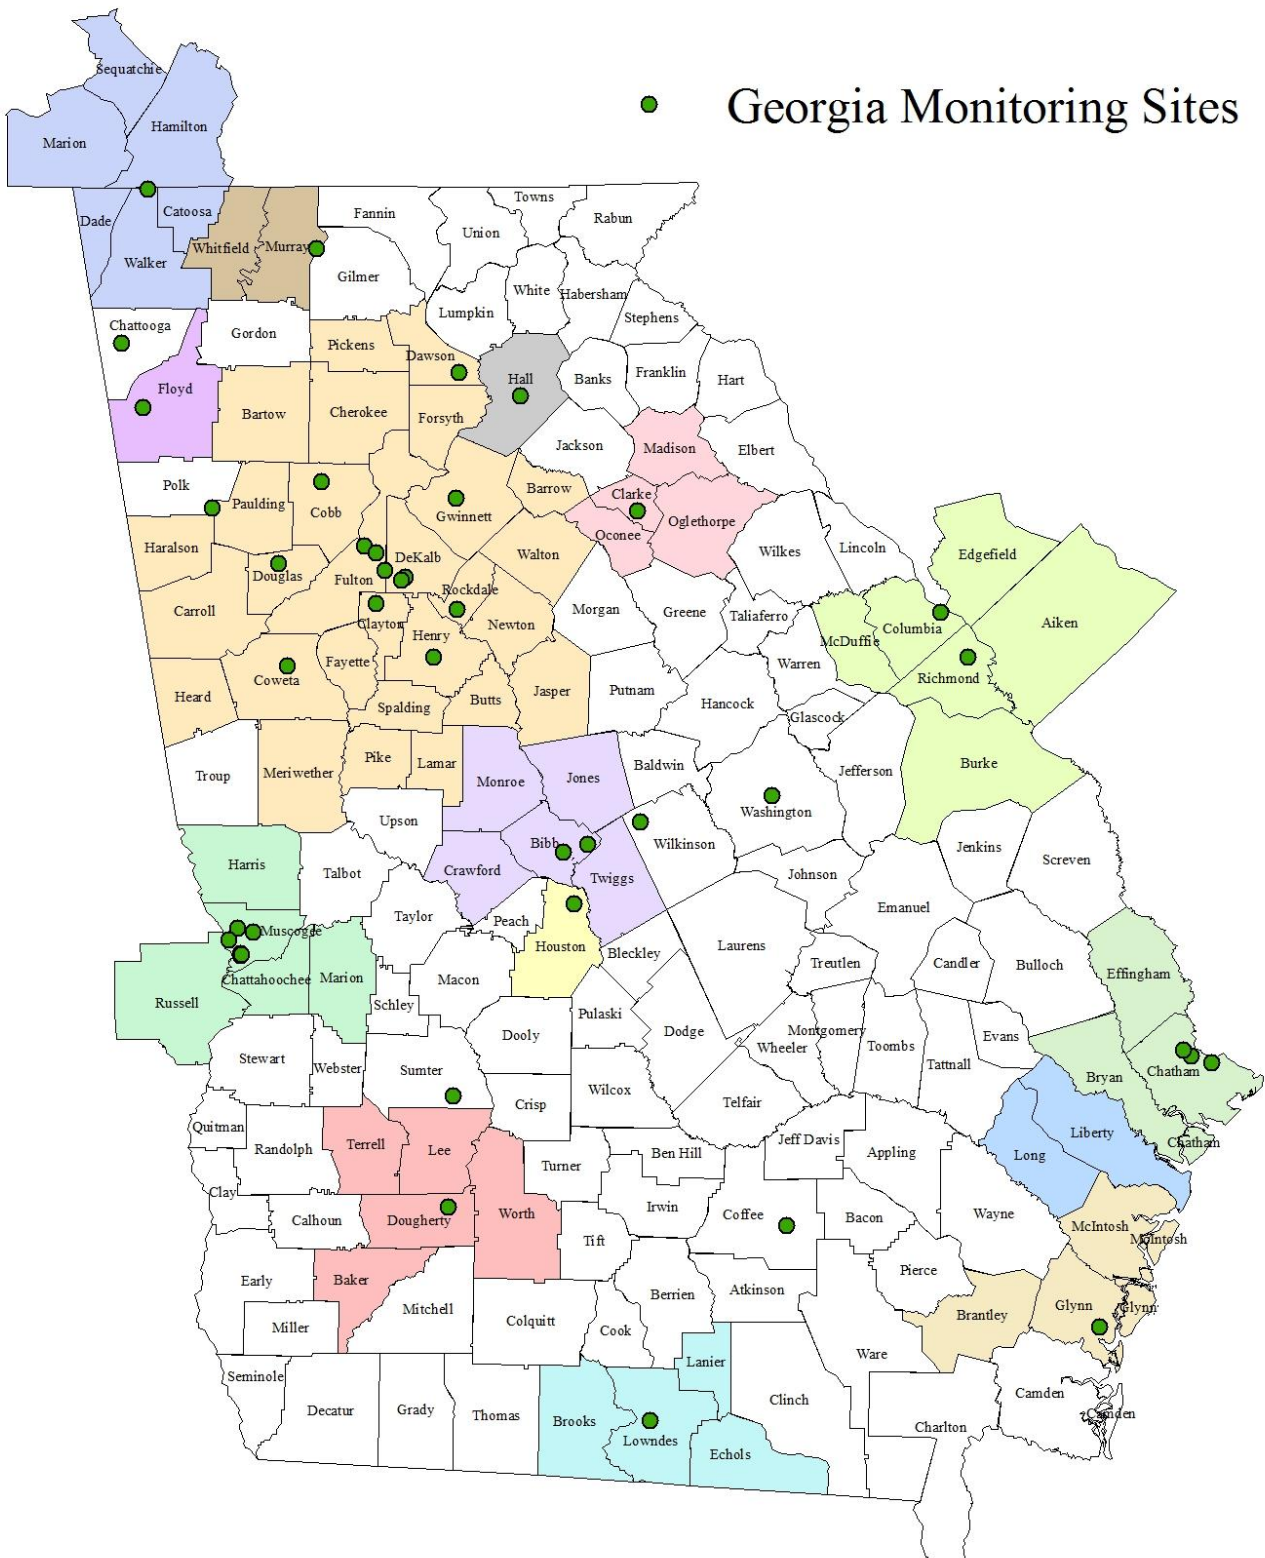 Georgia Monitoring Sites
Sequatchie
Hamilton
Marion
Dade
Catoosa
Walker
Whitfield
Murray
Fannin
Union
Towns
Rabun
Gilmer
White
Habersham
Lumpkin
Stephens
Chattooga
Gordon
Pickens
Dawson
Floyd
Hall
Banks
Franklin
Hart
Bartow
Cherokee
Forsyth
Jackson
Madison
Elbert
Polk
Paulding
Cobb
Gwinnett
Barrow
Clarke
Oconee
Oglethorpe
Haralson
Douglas
Fulton
DeKalb
Walton
Wilkes
Lincoln
Edgefield
Rockdale
Carroll
Clayton
Henry
Newton
Morgan
Greene
Taliaferro
McDuffie
Columbia
Aiken
Fayette
Warren
Richmond
Heard
Coweta
Spalding
Butts
Jasper
Putnam
Hancock
Glascock
Troup
Meriwether
Pike
Lamar
Monroe
Jones
Baldwin
Washington
Jefferson
Burke
Upson
Bibb
Wilkinson
Jenkins
Screven
Harris
Talbot
Crawford
Twiggs
Johnson
Emanuel
Muscogee
Taylor
Peach
Houston
Bleckley
Laurens
Treutlen
Candler
Bulloch
Effingham
Russell
Chattahoochee
Marion
Macon
Schley
Dooly
Pulaski
Dodge
Wheeler
Montgomery
Toombs
Tattnall
Evans
Bryan
Chatham
Stewart
Webster
Sumter
Crisp
Wilcox
Telfair
Chatham
Quitman
Randolph
Terrell
Lee
Turner
Ben Hill
Jeff Davis
Appling
Long
Liberty
Clay
Calhoun
Dougherty
Worth
Tift
Irwin
Coffee
Bacon
Wayne
McIntosh
McIntosh
Early
Baker
Mitchell
Berrien
Atkinson
Pierce
Brantley
Glynn
Glynn
Miller
Colquitt
Cook
Ware
Seminole
Decatur
Grady
Thomas
Brooks
Lowndes
Lanier
Echols
Clinch
Charlton
Camden
Camden